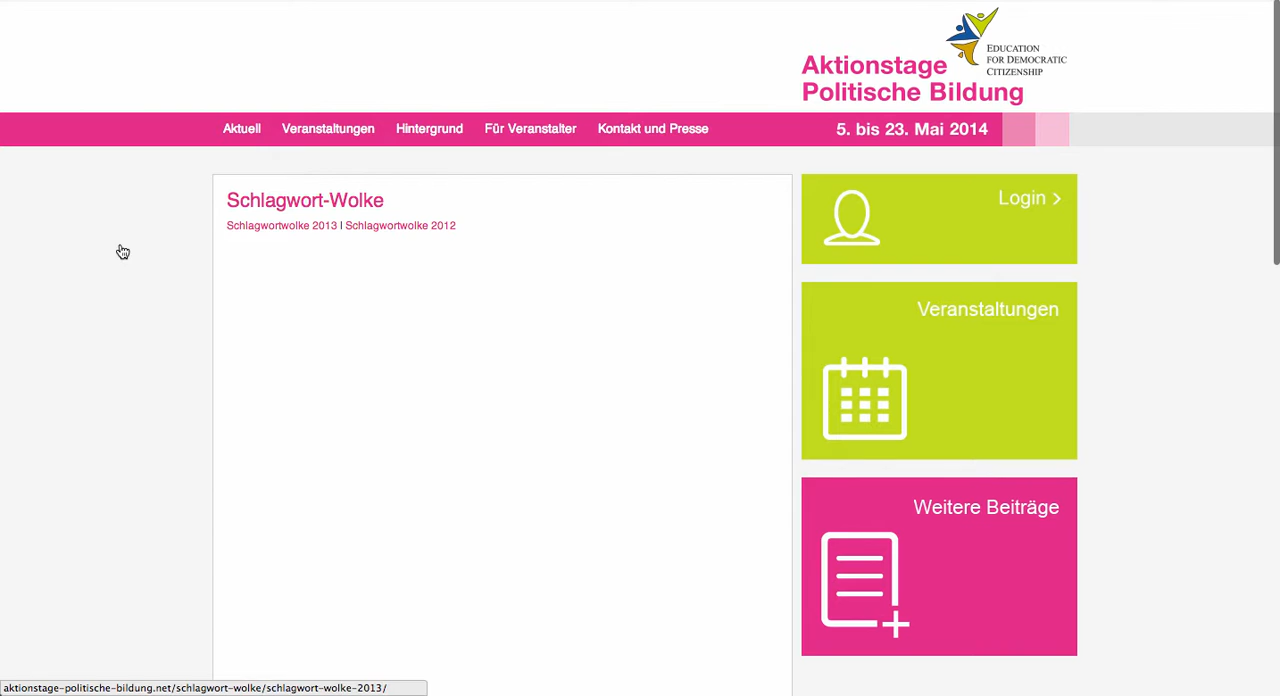 EDUCATION
FOR DEMOCRATIC
CITIZENSHIP
Aktionstage
Politische Bildung
Aktuell Veranstaltungen Hintergrund Für Veranstalter Kontakt und Presse 5. bis 23. Mai 2014
Schlagwort-Wolke
Schlagwortwolke 2013 I Schlagwortwolke 2012
Login >
Veranstaltungen
Weitere Beiträge
aktionstage-politische-bildung.net/schlagwort-wolke/schlagwort-wolke-2013/